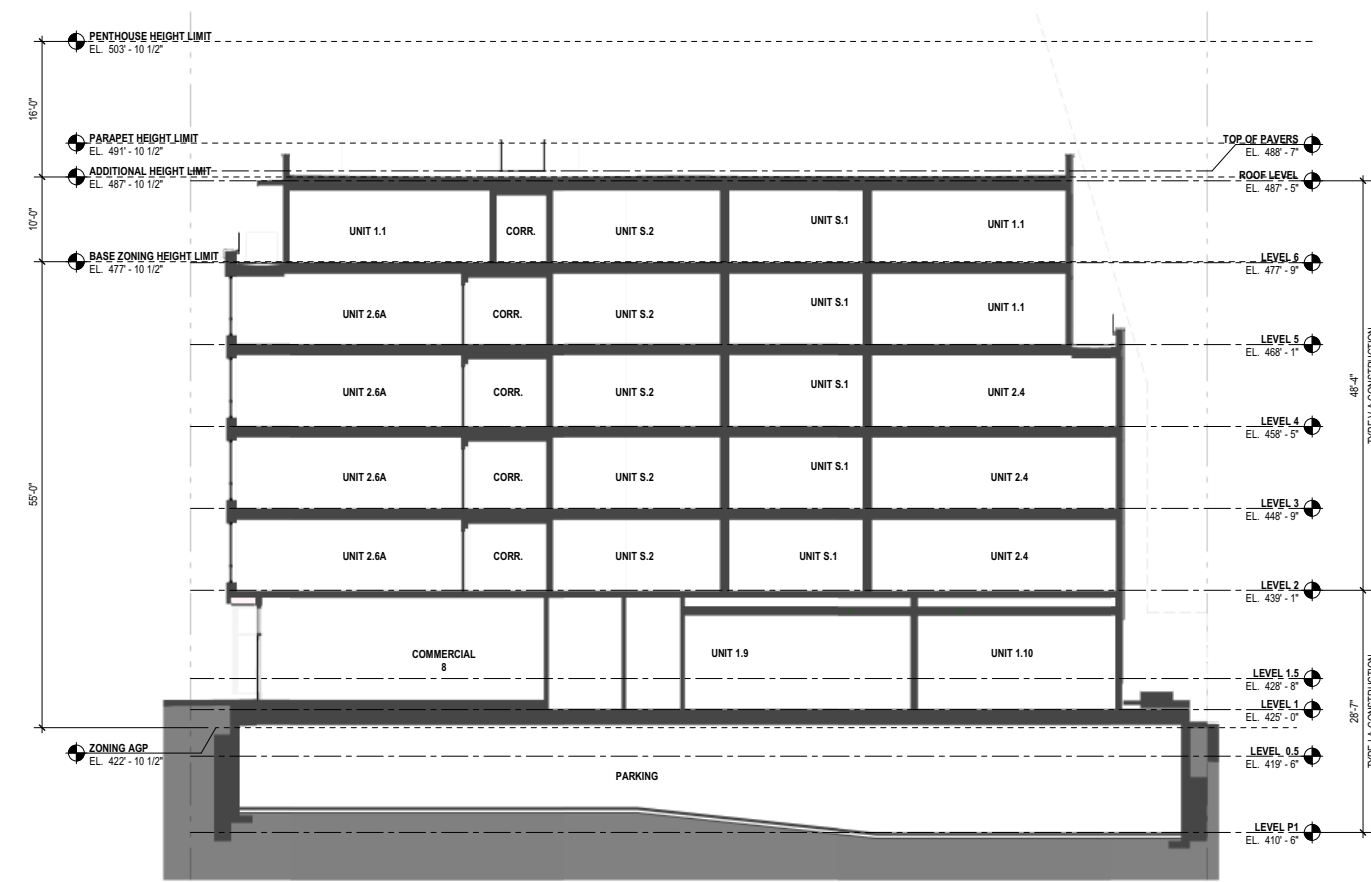 PENTHOUSE HEIGHT LIMIT
EL. 503' - 10 1/2"
16'-0"
PARAPET HEIGHT LIMIT
EL. 491' - 10 1/2"
ADDITIONAL HEIGHT LIMIT
EL. 487' - 10 1/2"
10'-0"
BASE ZONING HEIGHT LIMIT
EL. 477' - 10 1/2"
55'-0"
ZONING AGP
EL. 422' - 10 1/2"
UNIT 1.1
CORR.
UNIT S.2
UNIT S.1
UNIT 1.1
UNIT 2.6A
CORR.
UNIT S.2
UNIT S.1
UNIT 1.1
UNIT 2.6A
CORR.
UNIT S.2
UNIT S.1
UNIT 2.4
UNIT 2.6A
CORR.
UNIT S.2
UNIT S.1
UNIT 2.4
UNIT 2.6A
CORR.
UNIT S.2
UNIT S.1
UNIT 2.4
COMMERCIAL
8
UNIT 1.9
UNIT 1.10
PARKING
TOP OF PAVERS
EL. 488' - 7"
ROOF LEVEL
EL. 487' - 5"
LEVEL 6
EL. 477' - 9"
LEVEL 5
EL. 468' - 1"
LEVEL 4
EL. 458' - 5"
LEVEL 3
EL. 448' - 9"
LEVEL 2
EL. 439' - 1"
LEVEL 1.5
EL. 428' - 8"
LEVEL 1
EL. 425' - 0"
LEVEL 0.5
EL. 419' - 6"
LEVEL P1
EL. 410' - 6"
48'-4"
28'-7"